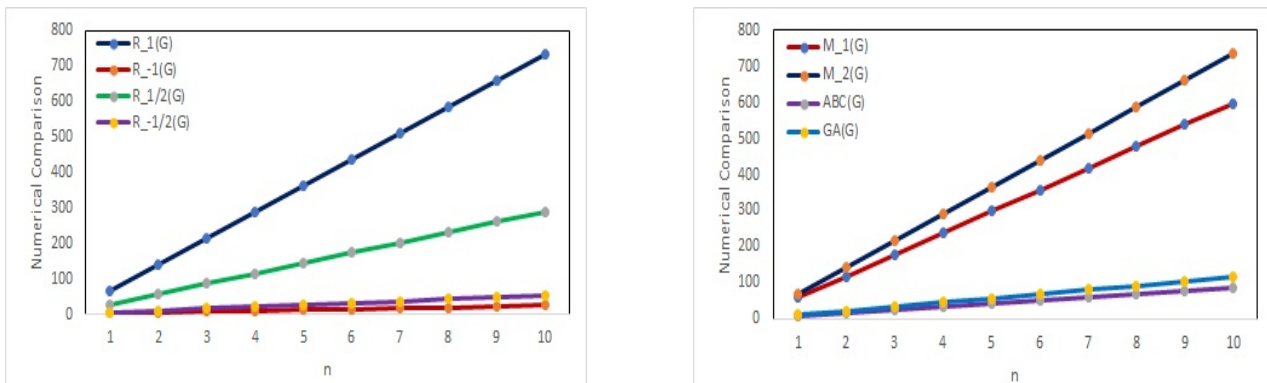 800
700
600
500
400
300
200
100
0
Numerical Comparison
R_1(G)
R_-1(G)
R_1/2(G)
R_-1/2(G)
1 2 3 4 5 6 7 8 9 10
n
800
700
600
500
400
300
200
100
0
Numerical Comparison
M_1(G)
M_2(G)
ABC(G)
GA(G)
1 2 3 4 5 6 7 8 9 10
n